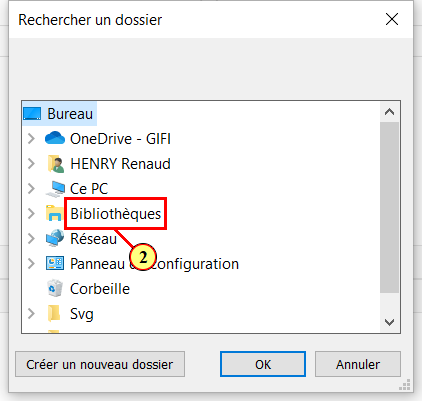 Rechercher un dossier
Bureau
OneDrive - GIFI
HENRY Renaud
Ce PC
Bibliothèques
Réseau
2
Panneau configuration
Corbeille
Svg
Créer un nouveau dossier
OK
Annuler